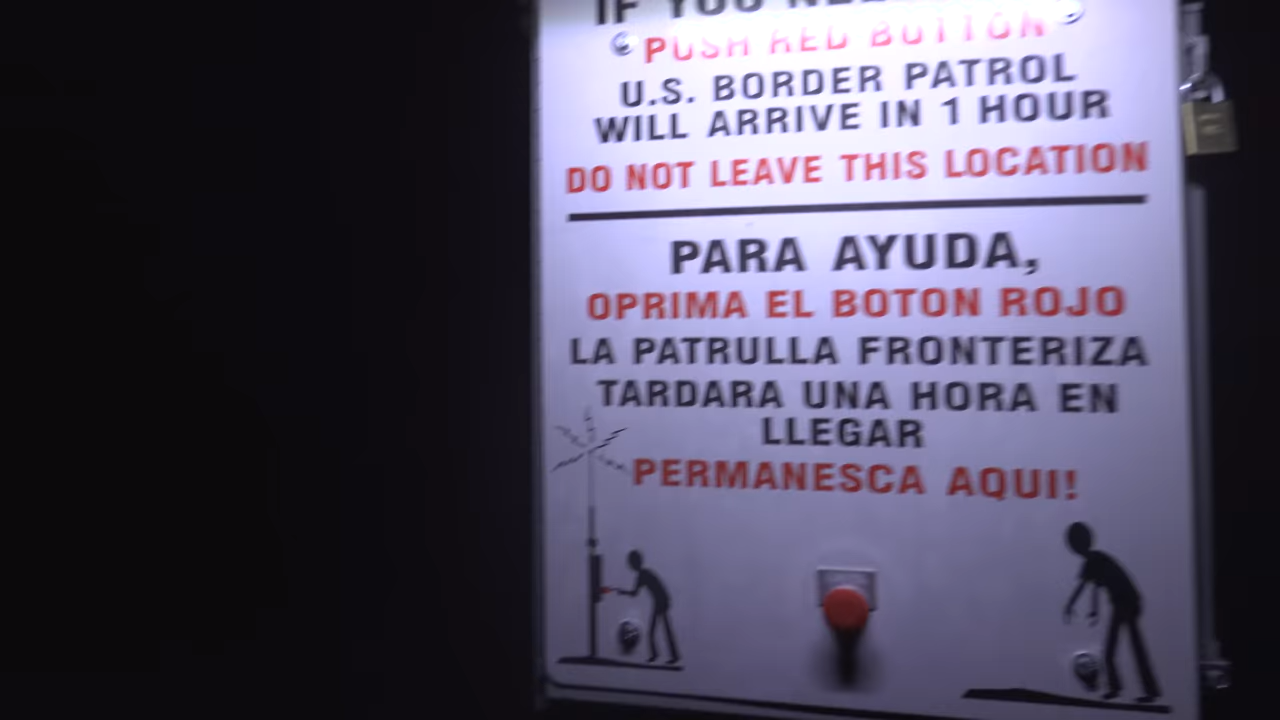 IF YOU NEED
PUSH RED BUTTON
U.S. BORDER PATROL
WILL ARRIVE IN 1 HOUR
DO NOT LEAVE THIS LOCATION
PARA AYUDA,
OPRIMA EL BOTON ROJO
LA PATRULLA FRONTERIZA
TARDARA UNA HORA EN
LLEGAR
PERMANESCA AQUI!